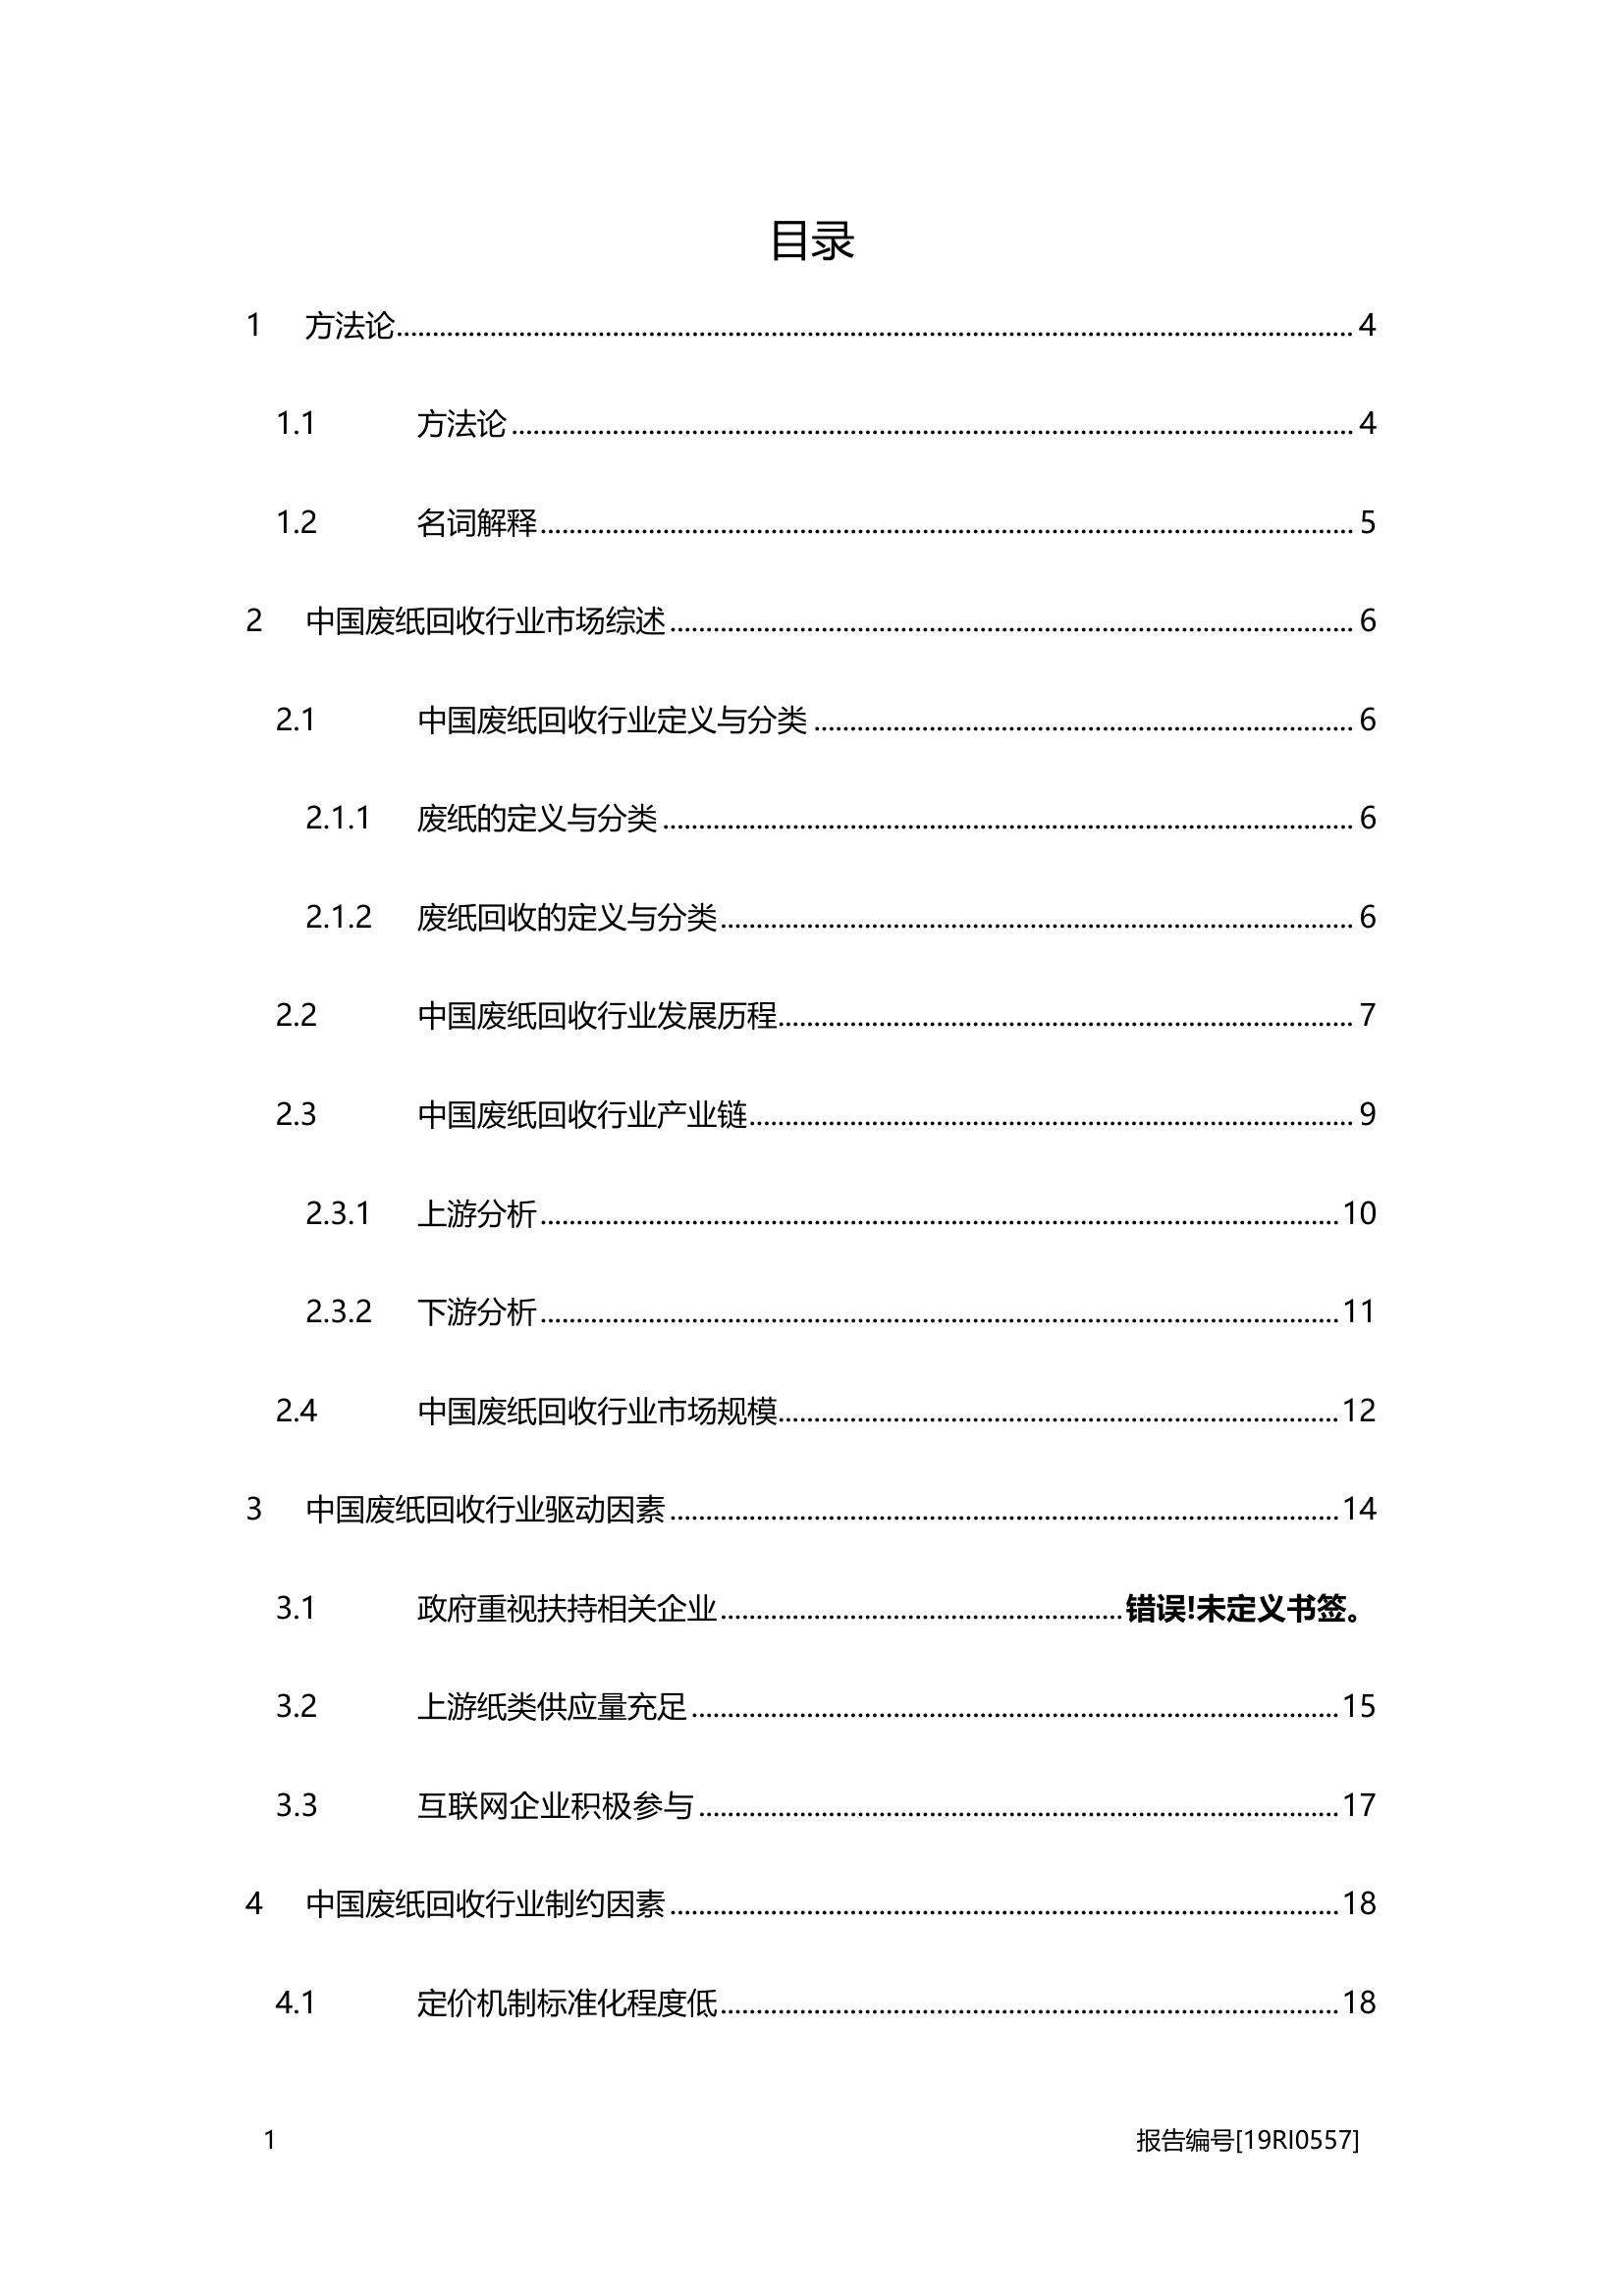 目录
1 方法论........ 4
1.1 方法论........ 4
1.2 名词解释........ 5
2 中国废纸回收行业市场综述........ 6
2.1 中国废纸回收行业定义与分类........ 6
2.1.1 废纸的定义与分类........ 6
2.1.2 废纸回收的定义与分类........ 6
2.2 中国废纸回收行业发展历程........ 7
2.3 中国废纸回收行业产业链........ 9
2.3.1 上游分析........ 10
2.3.2 下游分析........ 11
2.4 中国废纸回收行业市场规模........ 12
3 中国废纸回收行业驱动因素........ 14
3.1 政府重视扶持相关企业........ 错误!未定义书签。
3.2 上游纸类供应量充足........ 15
3.3 互联网企业积极参与........ 17
4 中国废纸回收行业制约因素........ 18
4.1 定价机制标准化程度低........ 18
1 报告编号[19RI0557]